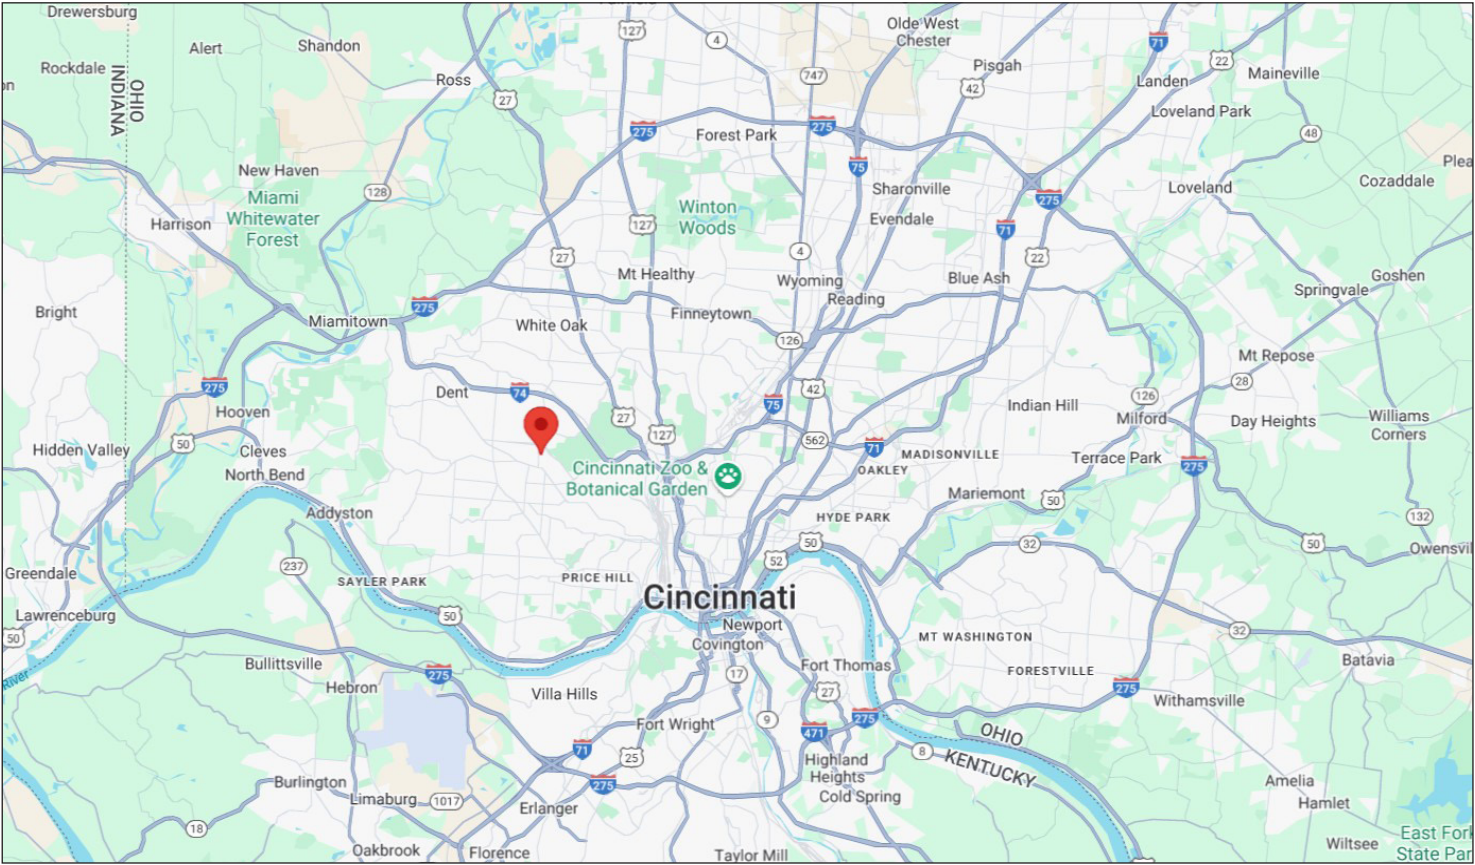 Drewersburg
127
Olde West
Chester
4
71
Alert
Shandon
22
Rockdale
OHIO
INDIANA
Ross
747
Pisgah
42
Landen
Maineville
27
Loveland Park
275
Forest Park
275
48
75
New Haven
128
Sharonville
Loveland
Cozaddale
Miami
Whitewater
Forest
Winton
Woods
275
Harrison
127
Evendale
71
27
4
22
Mt Healthy
Wyoming
Blue Ash
Goshen
Springvale
275
Reading
Bright
Miamitown
White Oak
Finneytown
126
Mt Repose
275
Dent
74
42
28
126
75
Indian Hill
Hooven
27
Milford
Day Heights
Williams
Corners
50
127
562
71
Hidden Valley
Cleves
MADISONVILLE
Terrace Park
275
North Bend
Cincinnati Zoo &
Botanical Garden
OAKLEY
Mariemont
50
Addyston
HYDE PARK
132
50
32
50
237
52
Greendale
SAYLER PARK
PRICE HILL
Cincinnati
Lawrenceburg
50
50
Newport
32
Covington
MT WASHINGTON
Bullittsville
Fort Thomas
FORESTVILLE
Batavia
River
275
17
Hebron
Villa Hills
27
275
Withamsville
9
275
Fort Wright
471
OHIO
KENTUCKY
71
25
8
Highland
Heights
Burlington
275
Amelia
Limaburg
1017
Erlanger
Cold Spring
Hamlet
18
Oakbrook
Florence
Taylor Mill
Wiltsee